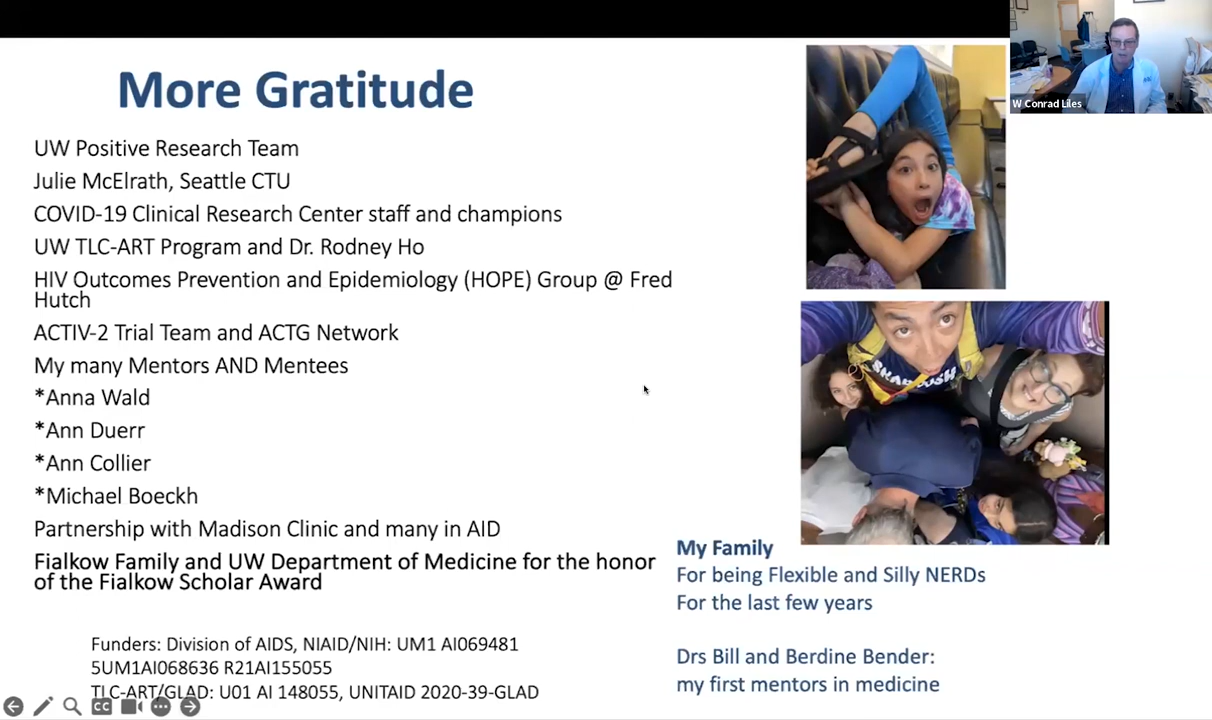 More Gratitude
W Conrad Liles
UW Positive Research Team
Julie McElrath, Seattle CTU
COVID-19 Clinical Research Center staff and champions
UW TLC-ART Program and Dr. Rodney Ho
HIV Outcomes Prevention and Epidemiology (HOPE) Group @ Fred
Hutch
ACTIV-2 Trial Team and ACTG Network
My many Mentors AND Mentees
*Anna Wald
*Ann Duerr
*Ann Collier
*Michael Boeckh
Partnership with Madison Clinic and many in AID
Fialkow Family and UW Department of Medicine for the honor
of the Fialkow Scholar Award
Funders: Division of AIDS, NIAID/NIH: UM1 AI069481
5UM1AI068636 R21AI155055
TLC-ART/GLAD: U01 AI 148055, UNITAID 2020-39-GLAD
My Family
For being Flexible and Silly NERDs
For the last few years
Drs Bill and Berdine Bender:
my first mentors in medicine
CC